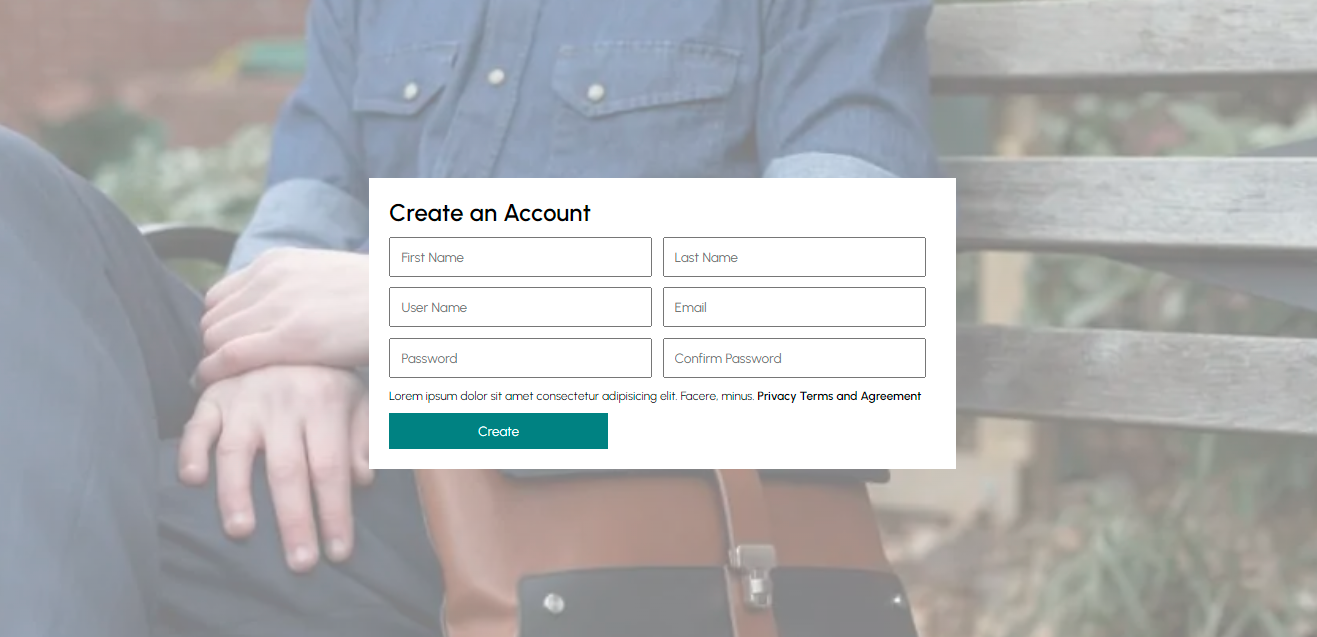 Create an Account
First Name Last Name
User Name Email
Password Confirm Password
Lorem ipsum dolor sit amet consectetur adipisicing elit. Facere, minus. Privacy Terms and Agreement
Create